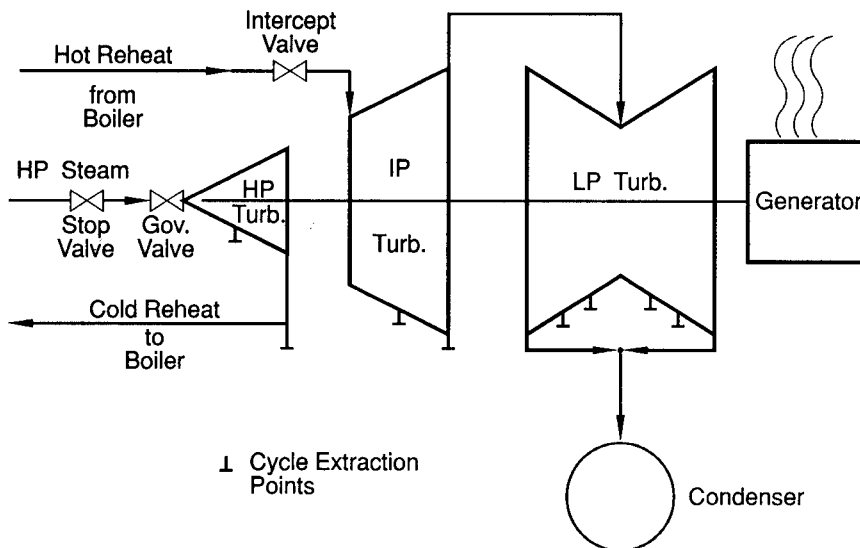 Intercept
Valve
Hot Reheat
from
Boiler
HP Steam
Stop
Valve
Gov.
Valve
HP
Turb.
IP
Turb.
LP Turb.
Generator
Cold Reheat
to
Boiler
Cycle Extraction
Points
Condenser